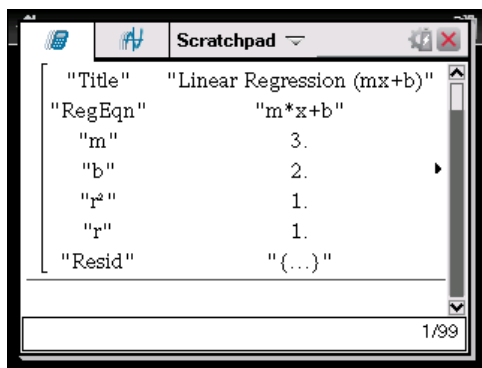 Scratchpad
"Title" "Linear Regression (mx+b)"
"RegEqn" "m*x+b"
"m" 3.
"b" 2.
"r²" 1.
"r" 1.
"Resid" "{...}"
1/99